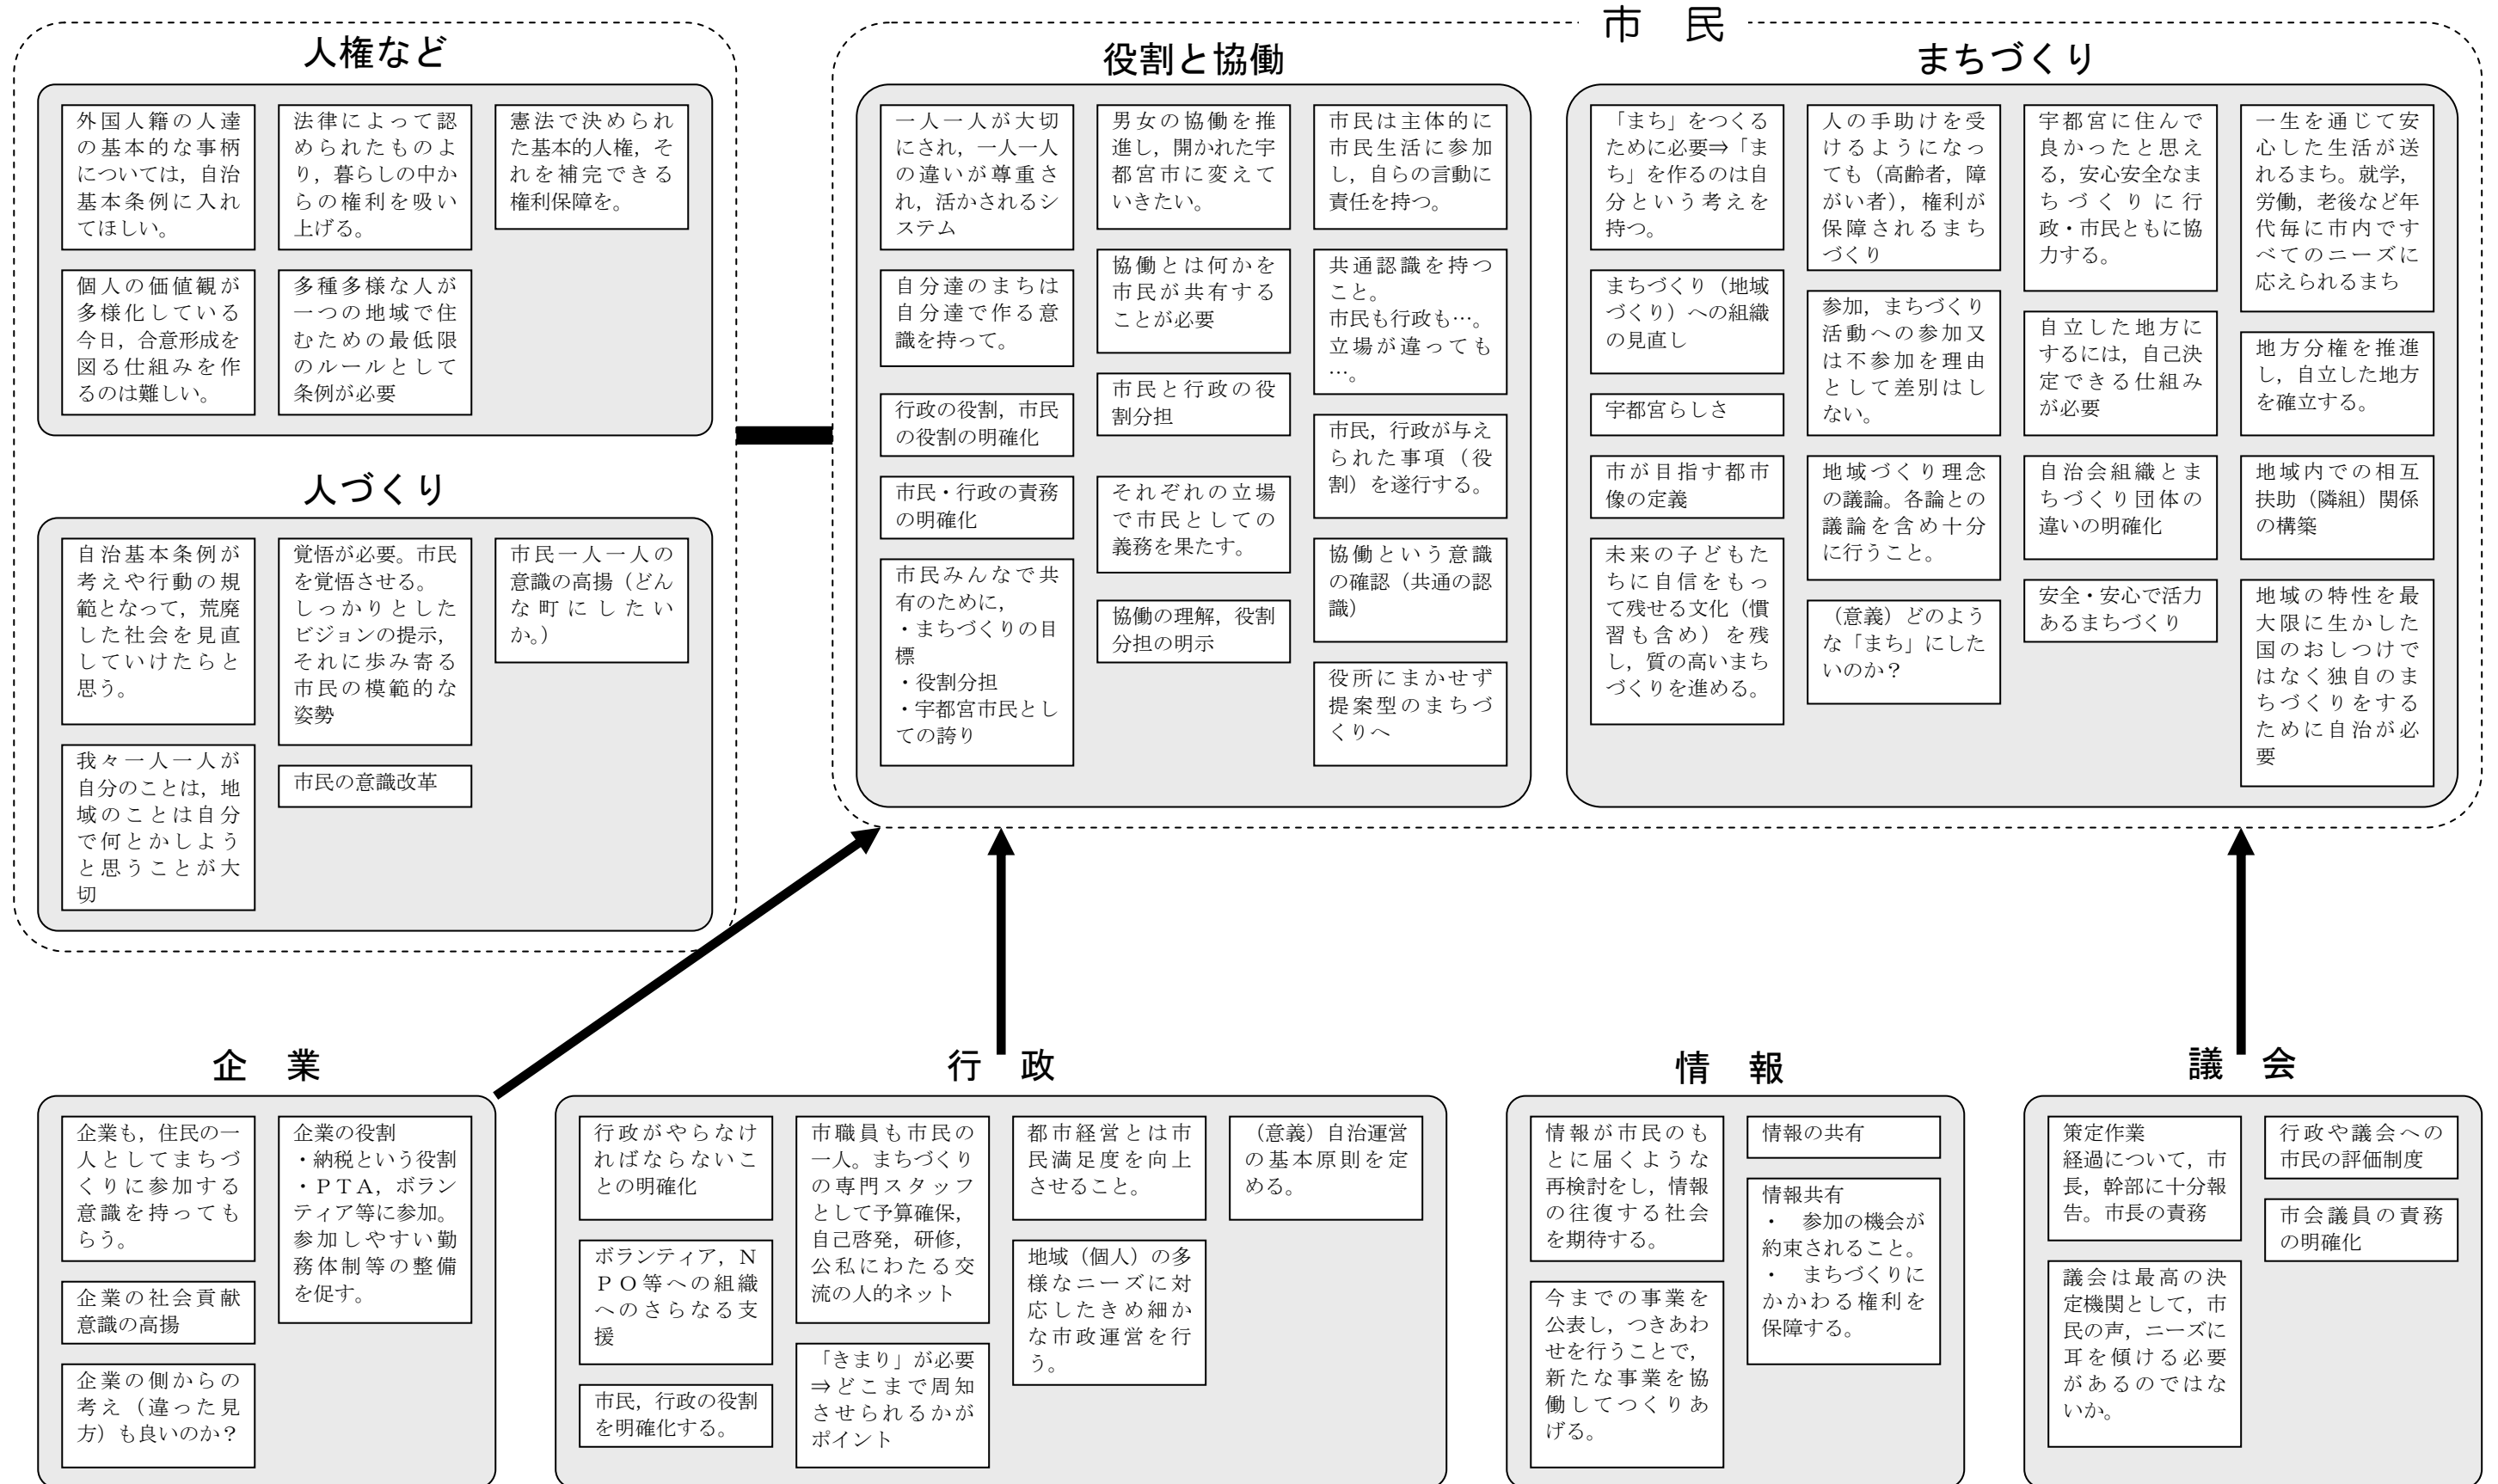 市　民
人権など
外国人籍の人達
の基本的な事柄
については，自治
基本条例に入れ
てほしい。
法律によって認
められたものよ
り，暮らしの中か
らの権利を吸い
上げる。
憲法で決められ
た基本的人権，そ
れを補完できる
権利保障を。
個人の価値観が
多様化している
今日，合意形成を
図る仕組みを作
るのは難しい。
多種多様な人が
一つの地域で住
むための最低限
のルールとして
条例が必要
人づくり
自治基本条例が
考えや行動の規
範となって，荒廃
した社会を見直
していけたらと
思う。
覚悟が必要。市民
を覚悟させる。
しっかりとした
ビジョンの提示，
それに歩み寄る
市民の模範的な
姿勢
市民一人一人の
意識の高揚（どん
な町にしたい
か。）
我々一人一人が
自分のことは，地
域のことは自分
で何とかしよう
と思うことが大
切
市民の意識改革
役割と協働
一人一人が大切
にされ，一人一人
の違いが尊重さ
れ，活かされるシ
ステム
自分達のまちは
自分達で作る意
識を持って。
行政の役割，市民
の役割の明確化
市民・行政の責務
の明確化
市民みんなで共
有のために，
・まちづくりの目
標
・役割分担
・宇都宮市民とし
ての誇り
男女の協働を推
進し，開かれた宇
都宮市に変えて
いきたい。
協働とは何かを
市民が共有する
ことが必要
市民と行政の役
割分担
それぞれの立場
で市民としての
義務を果たす。
協働の理解，役割
分担の明示
市民は主体的に
市民生活に参加
し，自らの言動に
責任を持つ。
共通認識を持つ
こと。
市民も行政も…。
立場が違っても
…。
市民，行政が与え
られた事項（役
割）を遂行する。
協働という意識
の確認（共通の認
識）
役所にまかせず
提案型のまちづ
くりへ
まちづくり
「まち」をつくる
ために必要⇒「ま
ち」を作るのは自
分という考えを
持つ。
まちづくり（地域
づくり）への組織
の見直し
宇都宮らしさ
市が目指す都市
像の定義
未来の子どもた
ちに自信をもっ
て残せる文化（慣
習も含め）を残
し，質の高いまち
づくりを進める。
人の手助けを受
けるようになっ
ても（高齢者，障
がい者），権利が
保障されるまち
づくり
参加，まちづくり
活動への参加又
は不参加を理由
として差別はし
ない。
地域づくり理念
の議論。各論との
議論を含め十分
に行うこと。
（意義）どのよう
な「まち」にした
いのか？
宇都宮に住んで
良かったと思え
る，安心安全なま
ちづくりに行
政・市民ともに協
力する。
自立した地方に
するには，自己決
定できる仕組み
が必要
自治会組織とま
ちづくり団体の
違いの明確化
安全・安心で活力
あるまちづくり
一生を通じて安
心した生活が送
れるまち。就学，
労働，老後など年
代毎に市内です
べてのニーズに
応えられるまち
地方分権を推進
し，自立した地方
を確立する。
地域内での相互
扶助（隣組）関係
の構築
地域の特性を最
大限に生かした
国のおしつけで
はなく独自のま
ちづくりをする
ために自治が必
要
企　業
企業も，住民の一
人としてまちづ
くりに参加する
意識を持っても
らう。
企業の社会貢献
意識の高揚
企業の側からの
考え（違った見
方）も良いのか？
企業の役割
・納税という役割
・ＰＴＡ，ボラン
ティア等に参加。
参加しやすい勤
務体制等の整備
を促す。
行　政
行政がやらなけ
ればならないこ
との明確化
ボランティア，Ｎ
ＰＯ等への組織
へのさらなる支
援
市民，行政の役割
を明確化する。
市職員も市民の
一人。まちづくり
の専門スタッフ
として予算確保，
自己啓発，研修，
公私にわたる交
流の人的ネット
「きまり」が必要
⇒どこまで周知
させられるかが
ポイント
都市経営とは市
民満足度を向上
させること。
地域（個人）の多
様なニーズに対
応したきめ細か
な市政運営を行
う。
（意義）自治運営
の基本原則を定
める。
情　報
情報が市民のも
とに届くような
再検討をし，情報
の往復する社会
を期待する。
今までの事業を
公表し，つきあわ
せを行うことで，
新たな事業を協
働してつくりあ
げる。
情報の共有
情報共有
・　参加の機会が
約束されること。
・　まちづくりに
かかわる権利を
保障する。
議　会
策定作業
経過について，市
長，幹部に十分報
告。市長の責務
議会は最高の決
定機関として，市
民の声，ニーズに
耳を傾ける必要
があるのではな
いか。
行政や議会への
市民の評価制度
市会議員の責務
の明確化